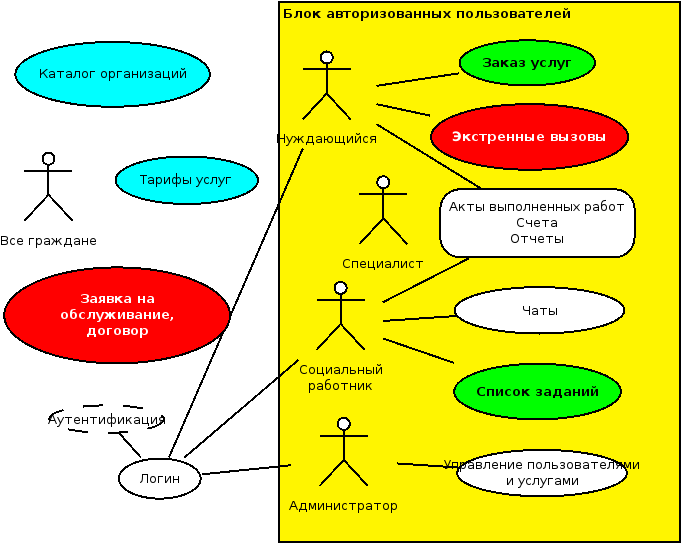 Блок авторизованных пользователей
Каталог организаций
Заказ услуг
Нуждающийся
Экстренные вызовы
Тарифы услуг
Все граждане
Акты выполненных работ
Счета
Отчеты
Специалист
Заявка на
обслуживание,
договор
Чаты
Социальный
работник
Список заданий
Аутентификация
Логин
Управление пользователями
и услугами
Администратор